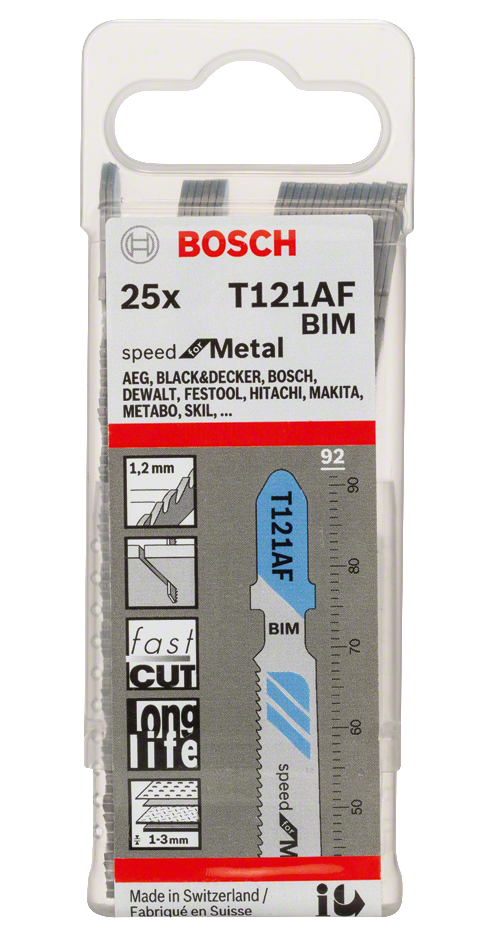 BOSCH
25x T121AF
BIM
speed for Metal
AEG, BLACK&DECKER, BOSCH,
DEWALT, FESTOOL, HITACHI, MAKITA,
METABO, SKIL, ...
92
1,2 mm
90
T121AF
80
BIM
fast
CUT
70
long
life
60
speed for M
50
1-3 mm
Made in Switzerland /
Fabriqué en Suisse